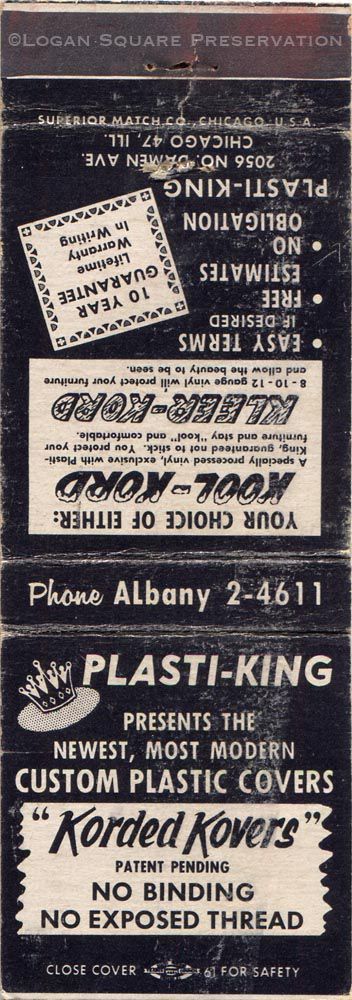 ©LOGAN SQUARE PRESERVATION
SUPERIOR MATCH CO., CHICAGO U.S.A.
YOUR CHOICE OF EITHER:
KOOL-KORD
A specially processed vinyl, exclusive with Plasti-
King, guaranteed not to stick. You protect your
furniture and stay "kool" and comfortable.
KLEER-KORD
8 - 10 - 12 gauge vinyl will protect your furniture
and allow the beauty to be seen.
• EASY TERMS
IF DESIRED
• FREE
ESTIMATES
• NO
OBLIGATION
10 YEAR
GUARANTEE
Lifetime
Warranty
In Writing
PLASTI-KING
2056 NO. DAMEN AVE.
CHICAGO 47, ILL.
Phone ALbany 2-4611
PLASTI-KING
PRESENTS THE
NEWEST, MOST MODERN
CUSTOM PLASTIC COVERS
"Korded Kovers"
PATENT PENDING
NO BINDING
NO EXPOSED THREAD
CLOSE COVER 61 FOR SAFETY